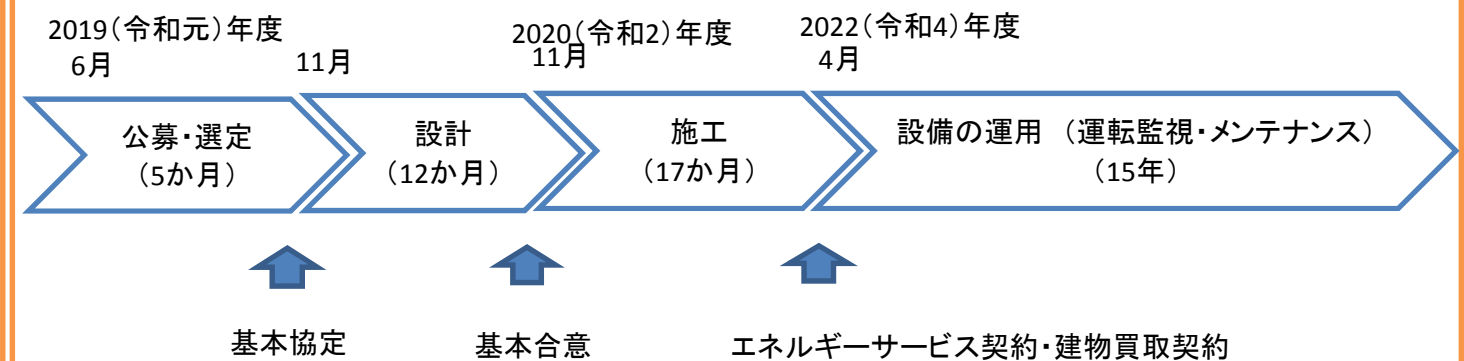 2019（令和元）年度
6月
11月
2020（令和2）年度
11月
2022（令和4）年度
4月
公募・選定
（5か月）
設計
（12か月）
施工
（17か月）
設備の運用　（運転監視・メンテナンス）
（15年）
基本協定
基本合意
エネルギーサービス契約・建物買取契約